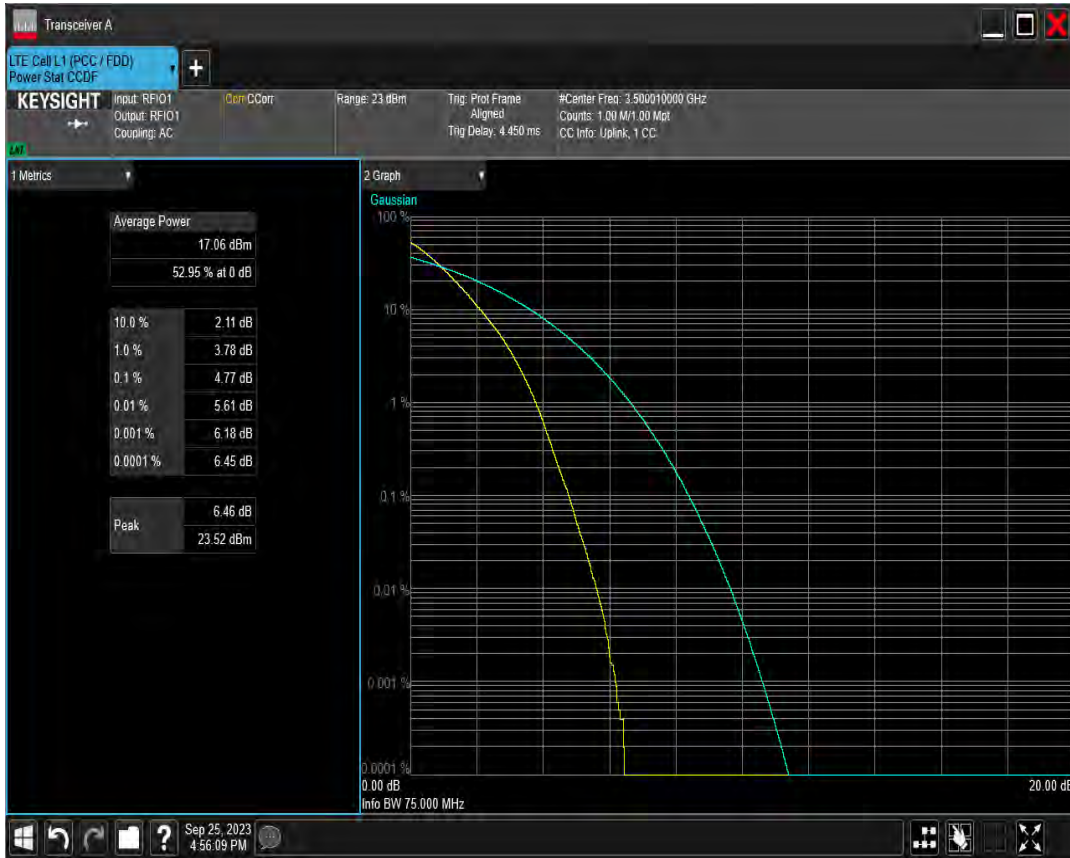 Transceiver A
LTE Cell L1 (PCC / FDD)
Power Stat CCDF
KEYSIGHT
Input: RFIO1
Output: RFIO1
Coupling: AC
Corr CCorr
Range: 23 dBm
Trig: Prot Frame
Aligned
Trig Delay: 4.450 ms
#Center Freq: 3.500010000 GHz
Counts: 1.00 M/1.00 Mpt
CC Info: Uplink, 1 CC
1 Metrics
Average Power
17.06 dBm
52.95 % at 0 dB
10.0 % 2.11 dB
1.0 % 3.78 dB
0.1 % 4.77 dB
0.01 % 5.61 dB
0.001 % 6.18 dB
0.0001 % 6.45 dB
Peak
6.46 dB
23.52 dBm
2 Graph
Gaussian
100 %
10 %
1 %
0.1 %
0.01 %
0.001 %
0.0001 %
0.00 dB
20.00 dB
Info BW 75.000 MHz
Sep 25, 2023
4:56:09 PM